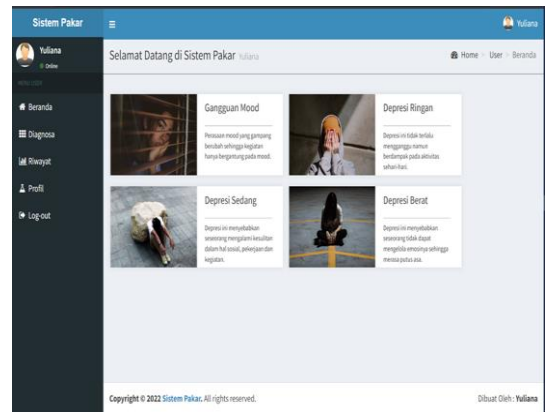 Sistem Pakar
Yuliana
Yuliana
Online
MENU USER
Beranda
Diagnosa
Riwayat
Profil
Log-out
Selamat Datang di Sistem Pakar Yuliana
Home > User > Beranda
Gangguan Mood
Perasaan mood yang gampang
berubah sehingga kegiatan
hanya bergantung pada mood.
Depresi Ringan
Depresi ini tidak terlalu
mengganggu namun
berdampak pada aktivitas
sehari-hari.
Depresi Sedang
Depresi ini menyebabkan
seseorang mengalami kesulitan
dalam hal sosial, pekerjaan dan
kegiatan.
Depresi Berat
Depresi ini menyebabkan
seseorang tidak dapat
mengelola emosinya sehingga
merasa putus asa.
Copyright © 2022 Sistem Pakar. All rights reserved.
Dibuat Oleh : Yuliana